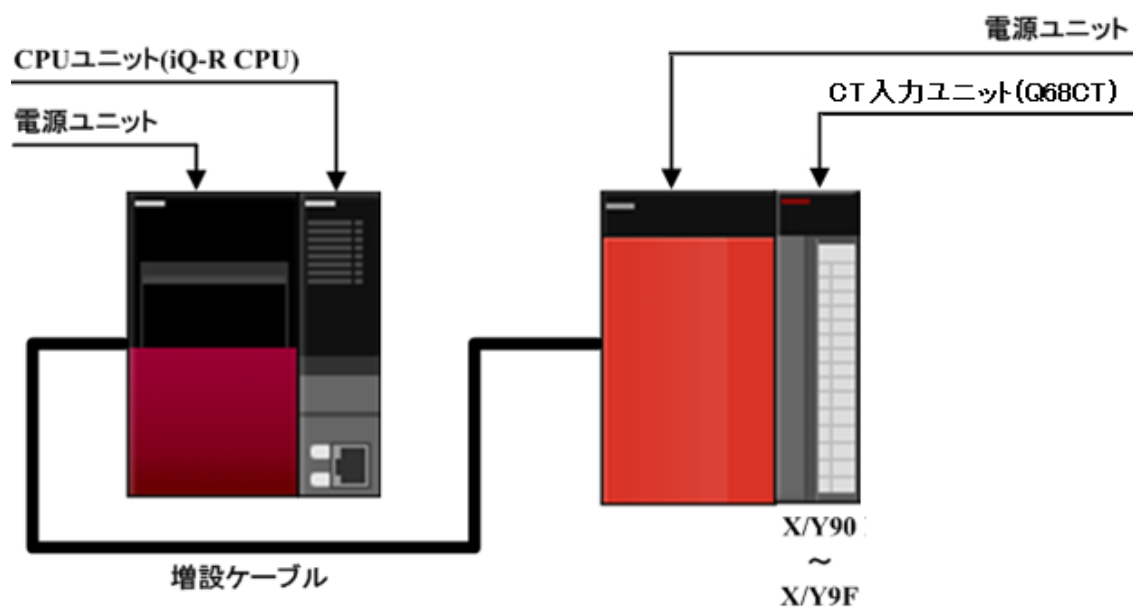 電源ユニット
CPUユニット(iQ-R CPU)
CT入力ユニット(Q68CT)
電源ユニット
X/Y90
～
X/Y9F
増設ケーブル